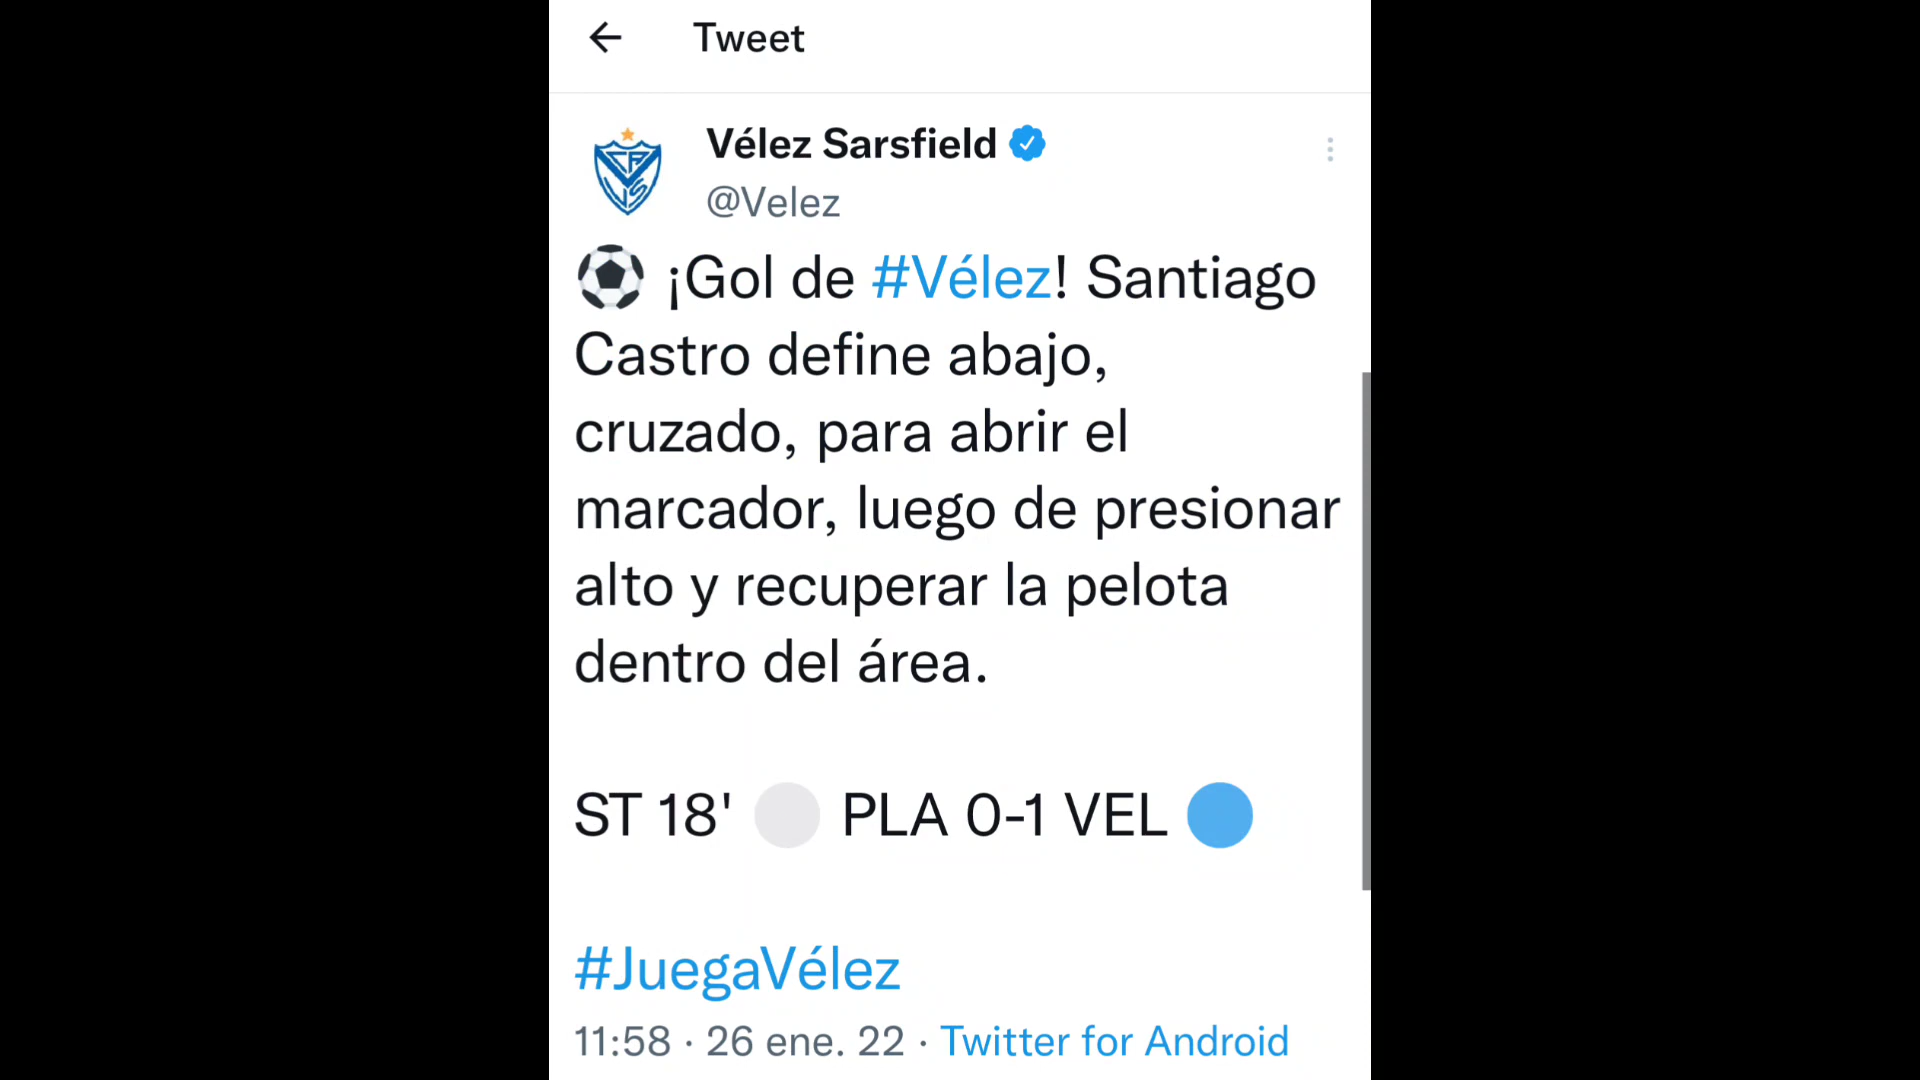 Tweet
Vélez Sarsfield
@Velez
¡Gol de #Vélez! Santiago
Castro define abajo,
cruzado, para abrir el
marcador, luego de presionar
alto y recuperar la pelota
dentro del área.
ST 18' PLA 0-1 VEL
#JuegaVélez
11:58 · 26 ene. 22 · Twitter for Android